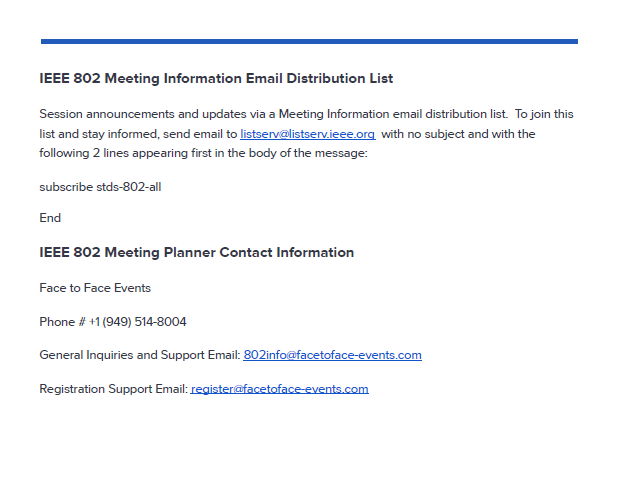 IEEE 802 Meeting Information Email Distribution List
Session announcements and updates via a Meeting Information email distribution list.  To join this
list and stay informed, send email to listserv@listserv.ieee.org  with no subject and with the
following 2 lines appearing first in the body of the message:
subscribe stds-802-all
End
IEEE 802 Meeting Planner Contact Information
Face to Face Events
Phone # +1 (949) 514-8004
General Inquiries and Support Email: 802info@facetoface-events.com
Registration Support Email: register@facetoface-events.com